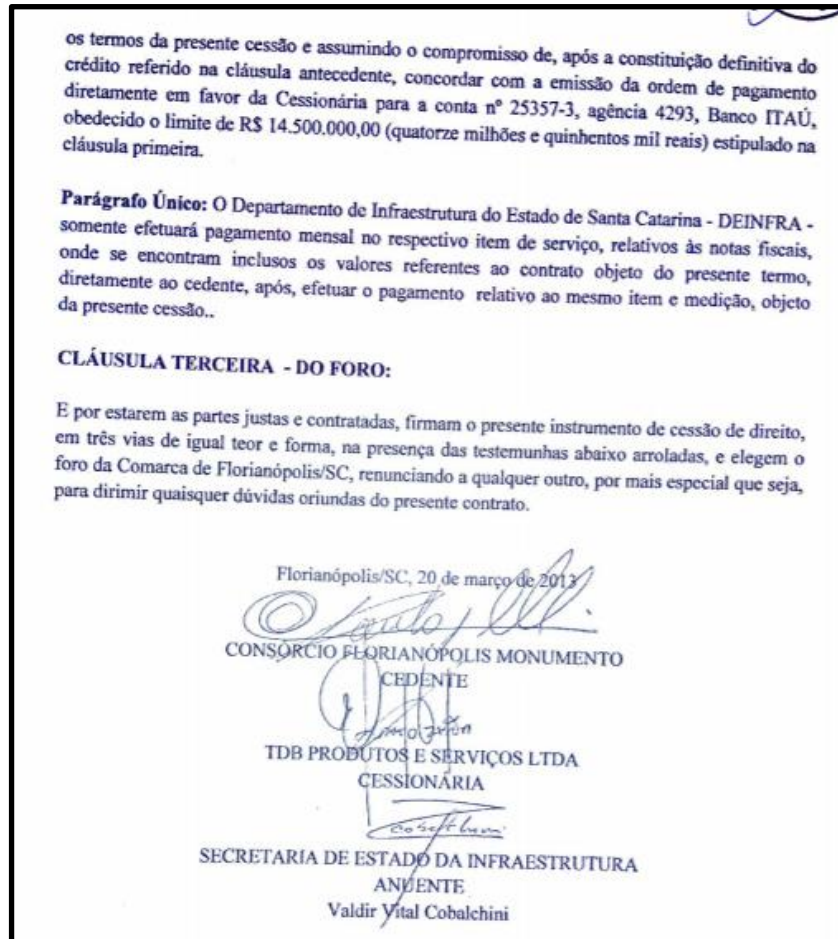 os termos da presente cessão e assumindo o compromisso de, após a constituição definitiva do
crédito referido na cláusula antecedente, concordar com a emissão da ordem de pagamento
diretamente em favor da Cessionária para a conta nº 25357-3, agência 4293, Banco ITAÚ,
obedecido o limite de R$ 14.500.000,00 (quatorze milhões e quinhentos mil reais) estipulado na
cláusula primeira.
Parágrafo Único: O Departamento de Infraestrutura do Estado de Santa Catarina - DEINFRA -
somente efetuará pagamento mensal no respectivo item de serviço, relativos às notas fiscais,
onde se encontram inclusos os valores referentes ao contrato objeto do presente termo,
diretamente ao cedente, após, efetuar o pagamento relativo ao mesmo item e medição, objeto
da presente cessão..
CLÁUSULA TERCEIRA - DO FORO:
E por estarem as partes justas e contratadas, firmam o presente instrumento de cessão de direito,
em três vias de igual teor e forma, na presença das testemunhas abaixo arroladas, e elegem o
foro da Comarca de Florianópolis/SC, renunciando a qualquer outro, por mais especial que seja,
para dirimir quaisquer dúvidas oriundas do presente contrato.
Florianópolis/SC, 20 de março de 2013
CONSÓRCIO FLORIANÓPOLIS MONUMENTO
CEDENTE
TDB PRODUTOS E SERVIÇOS LTDA
CESSIONÁRIA
SECRETARIA DE ESTADO DA INFRAESTRUTURA
ANUENTE
Valdir Vital Cobalchini